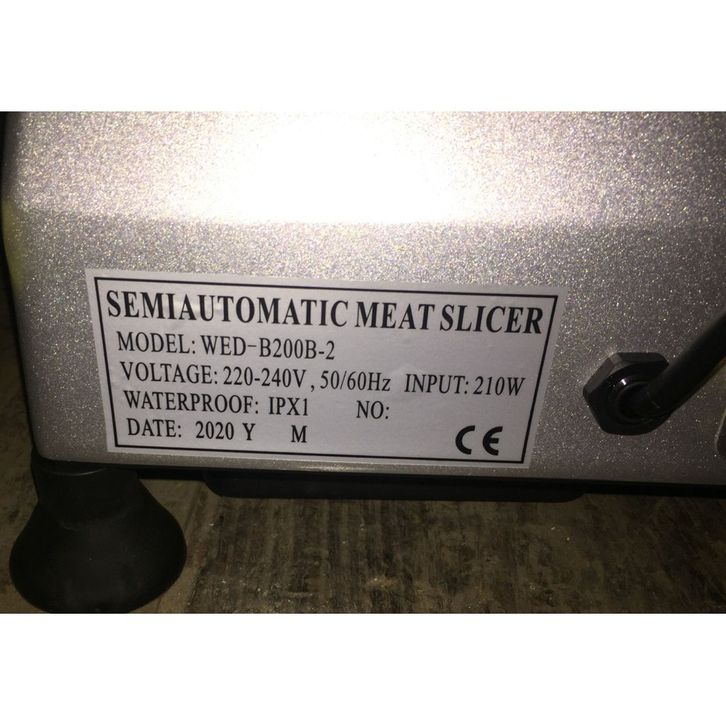 SEMIAUTOMATIC MEAT SLICER
MODEL: WED-B200B-2
VOLTAGE: 220-240V, 50/60Hz INPUT: 210W
WATERPROOF: IPX1 NO:
DATE: 2020 Y M CE